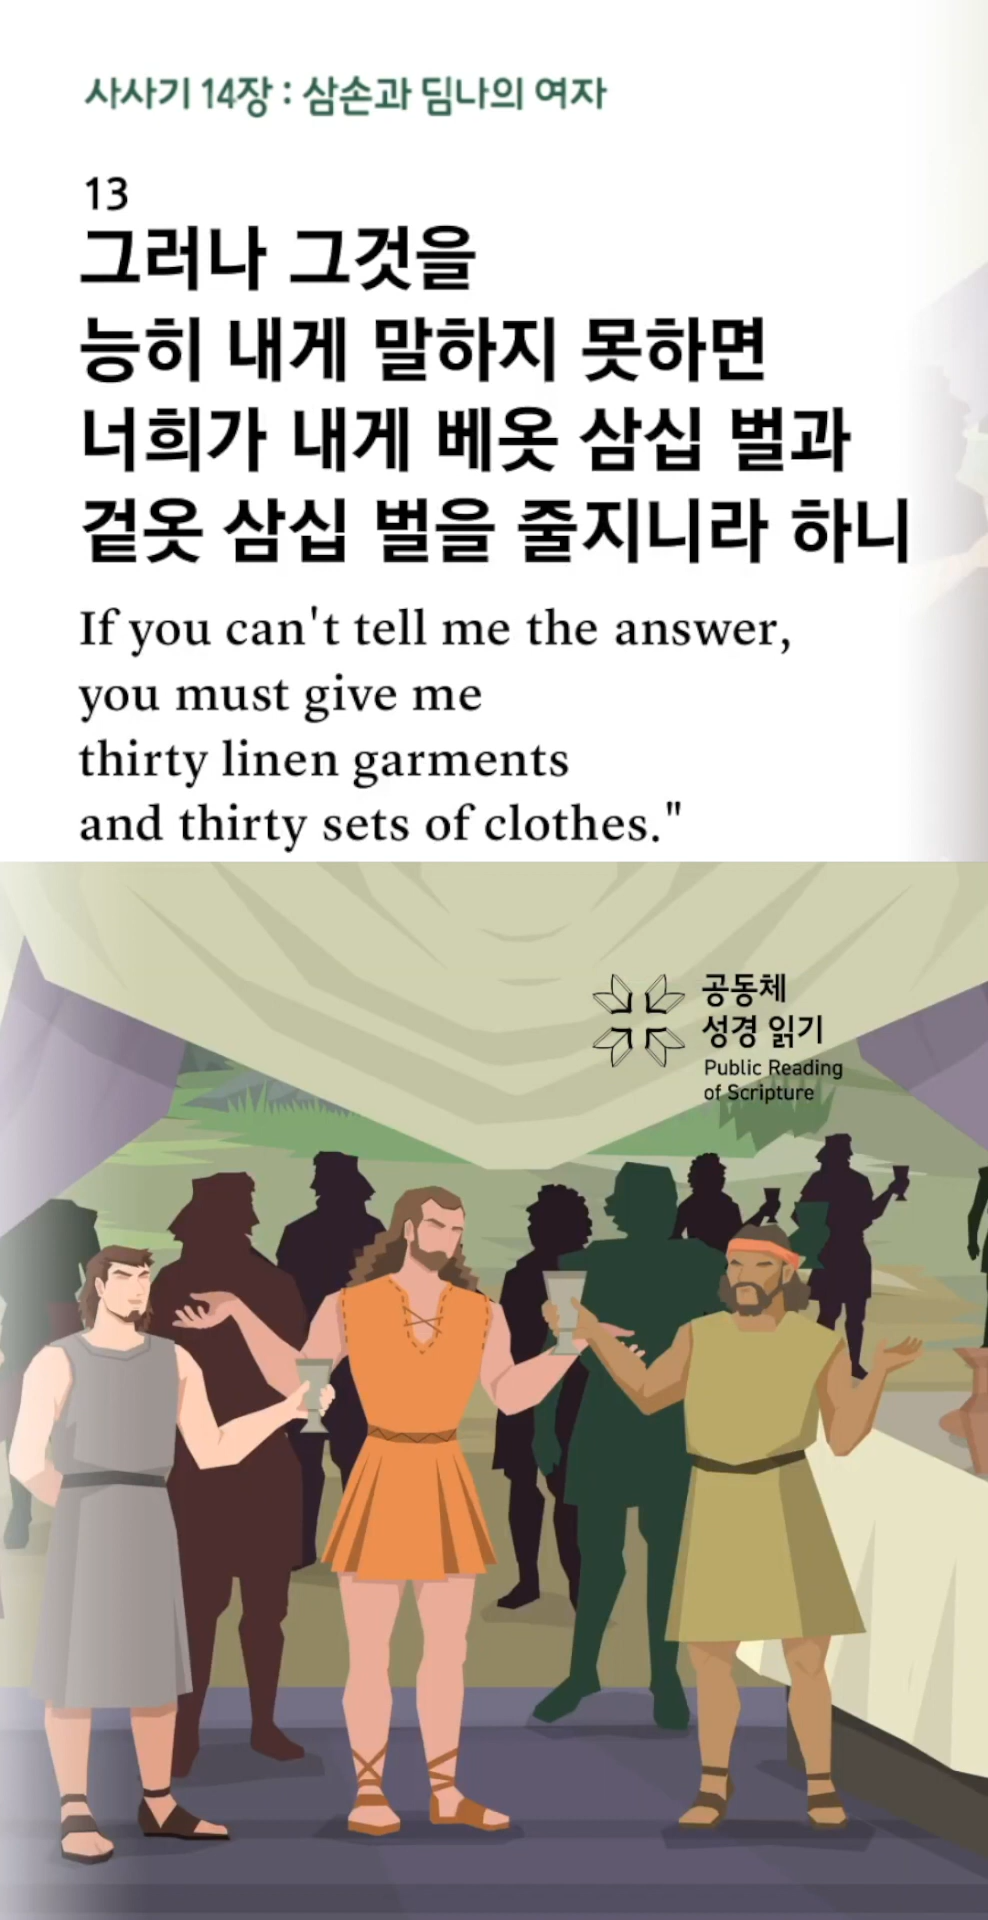 사사기 14장 : 삼손과 딤나의 여자
13
그러나 그것을
능히 내게 말하지 못하면
너희가 내게 베옷 삼십 벌과
겉옷 삼십 벌을 줄지니라 하니
If you can't tell me the answer,
you must give me
thirty linen garments
and thirty sets of clothes."
공동체
성경 읽기
Public Reading
of Scripture